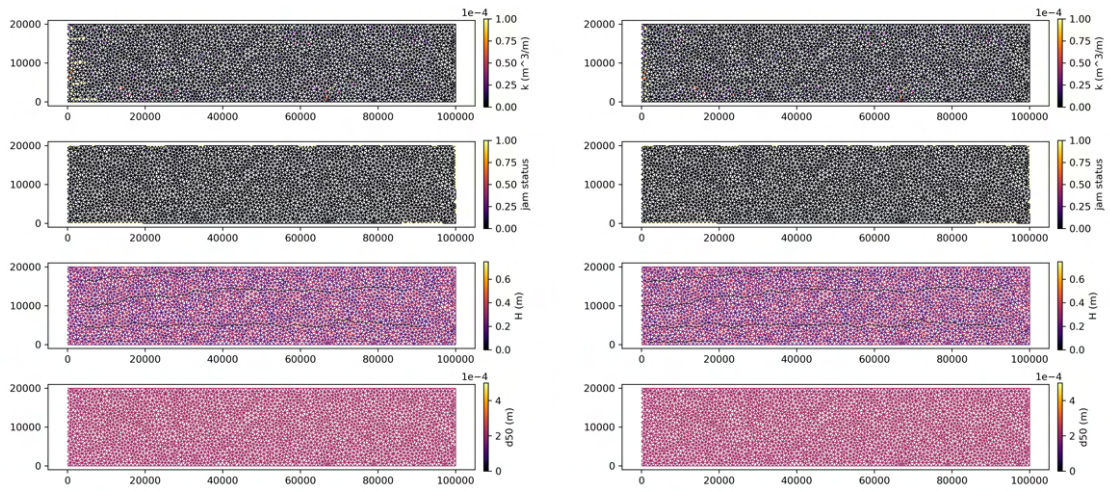 1e−4 1e−4
20000 1.00 20000 1.00
0.75 0.75
10000 0.50 k (m^3/m) 10000 0.50 k (m^3/m)
0.25 0.25
0 0.00 0 0.00
0 20000 40000 60000 80000 100000 0 20000 40000 60000 80000 100000
20000 1.00 20000 1.00
0.75 0.75
10000 0.50 jam status 10000 0.50 jam status
0.25 0.25
0 0.00 0 0.00
0 20000 40000 60000 80000 100000 0 20000 40000 60000 80000 100000
20000 0.6 20000 0.6
10000 0.4 H (m) 10000 0.4 H (m)
0.2 0.2
0 0.0 0 0.0
0 20000 40000 60000 80000 100000 0 20000 40000 60000 80000 100000
1e−4 1e−4
20000 4 20000 4
10000 2 d50 (m) 10000 2 d50 (m)
0 0 0 0
0 20000 40000 60000 80000 100000 0 20000 40000 60000 80000 100000